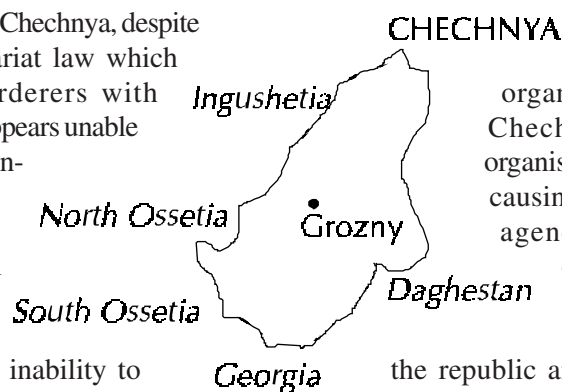 Chechnya, despite
ariat law which
rderers with
ppears unable
n-
inability to
CHECHNYA
Ingushetia
North Ossetia
Grozny
Daghestan
South Ossetia
Georgia
organ
Chech
organis
causin
agen
the republic a